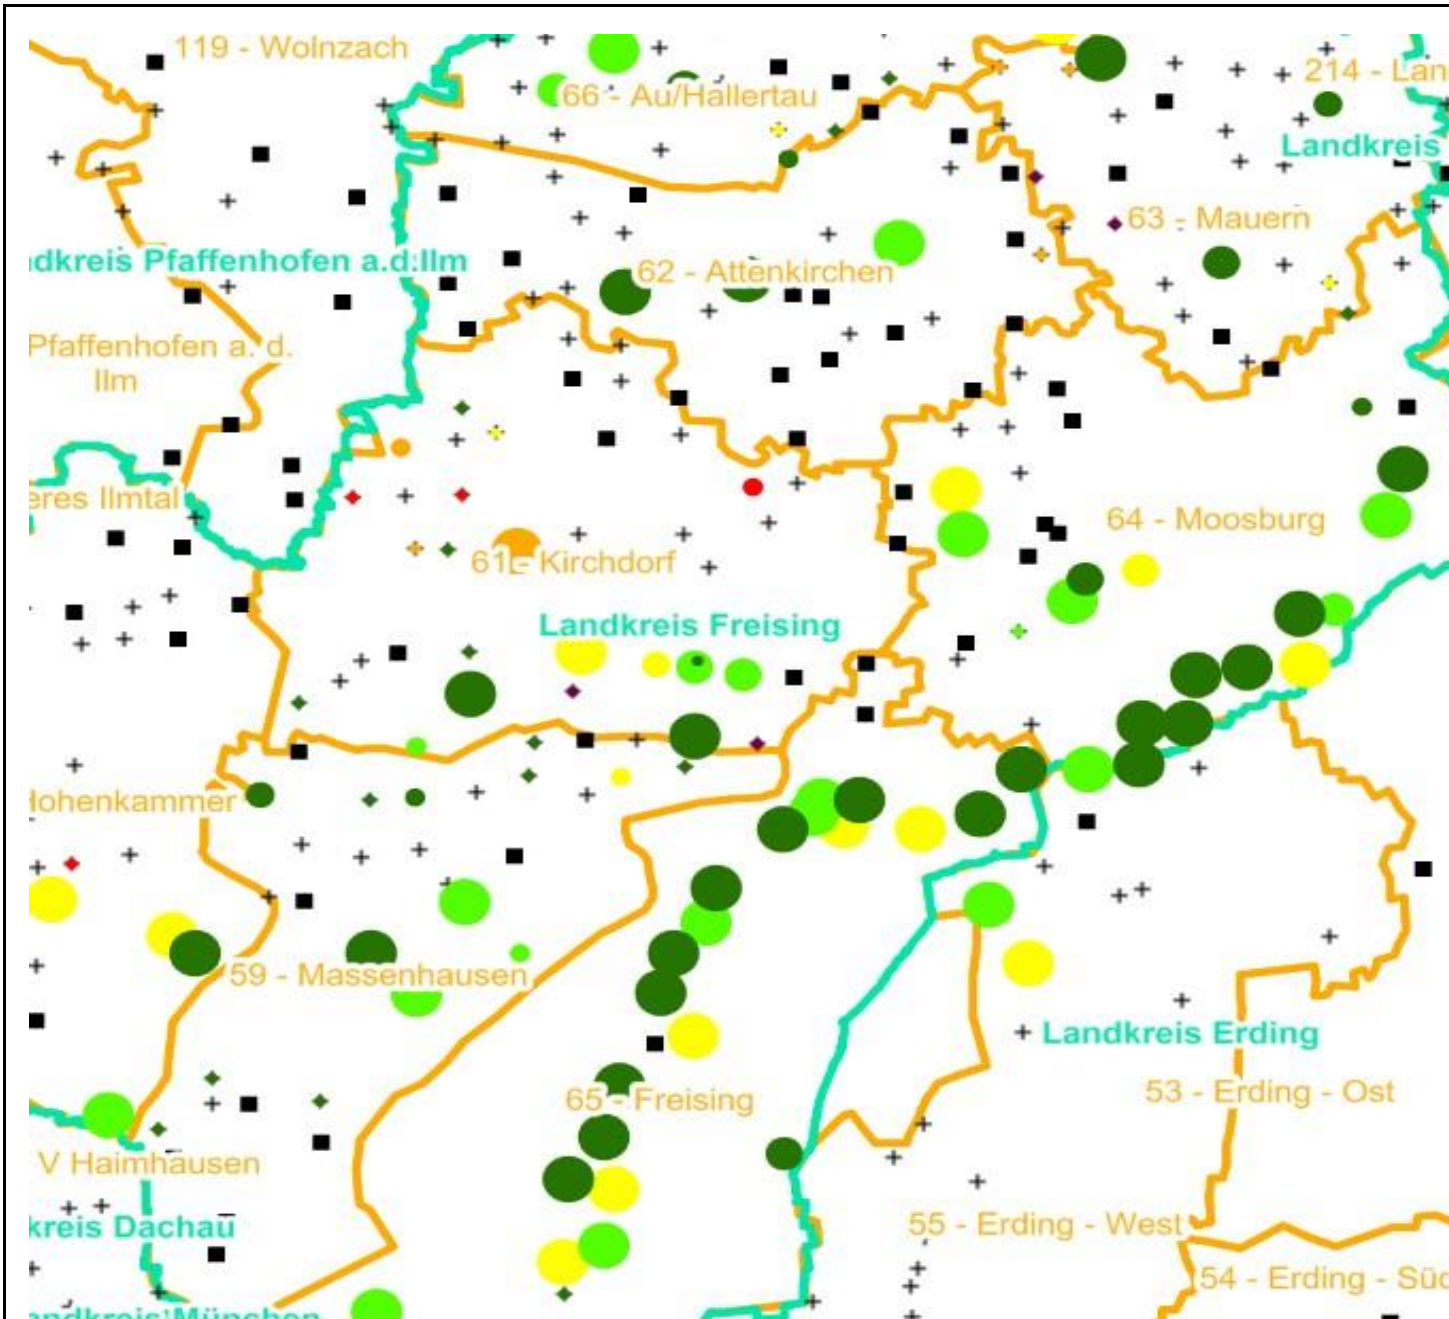 119 - Wolnzach
66 - Au/Hallertau
214 - Lan
Landkreis
63 - Mauern
dkreis Pfaffenhofen a.d.Ilm
62 - Attenkirchen
Pfaffenhofen a. d.
Ilm
eres Ilmtal
64 - Moosburg
61 - Kirchdorf
Landkreis Freising
Hohenkammer
59 - Massenhausen
Landkreis Erding
65 - Freising
53 - Erding - Ost
V Haimhausen
kreis Dachau
55 - Erding - West
54 - Erding - Süd
andkreis München